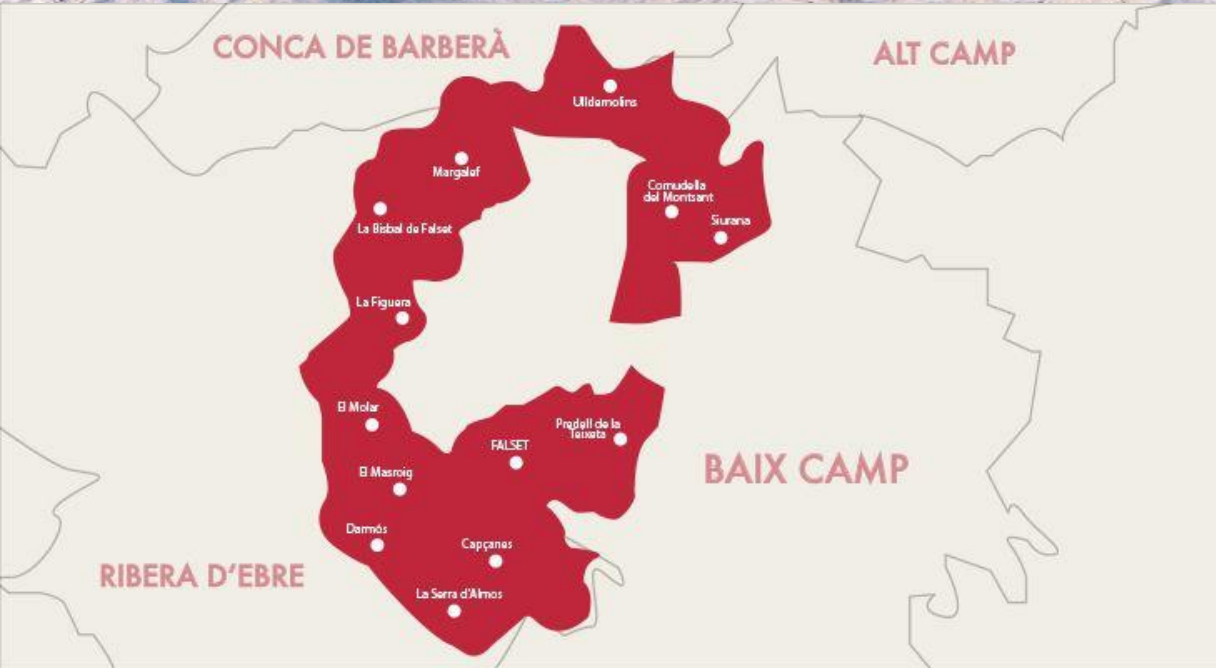 CONCA DE BARBERÀ
ALT CAMP
Ulldemolins
Margalef
Cornudella
del Montsant
Siurana
La Bisbal de Falset
La Figuera
El Molar
Pradell de la
Teixeta
FALSET
El Masroig
BAIX CAMP
Darmós
Capçanes
RIBERA D'EBRE
La Serra d'Almos